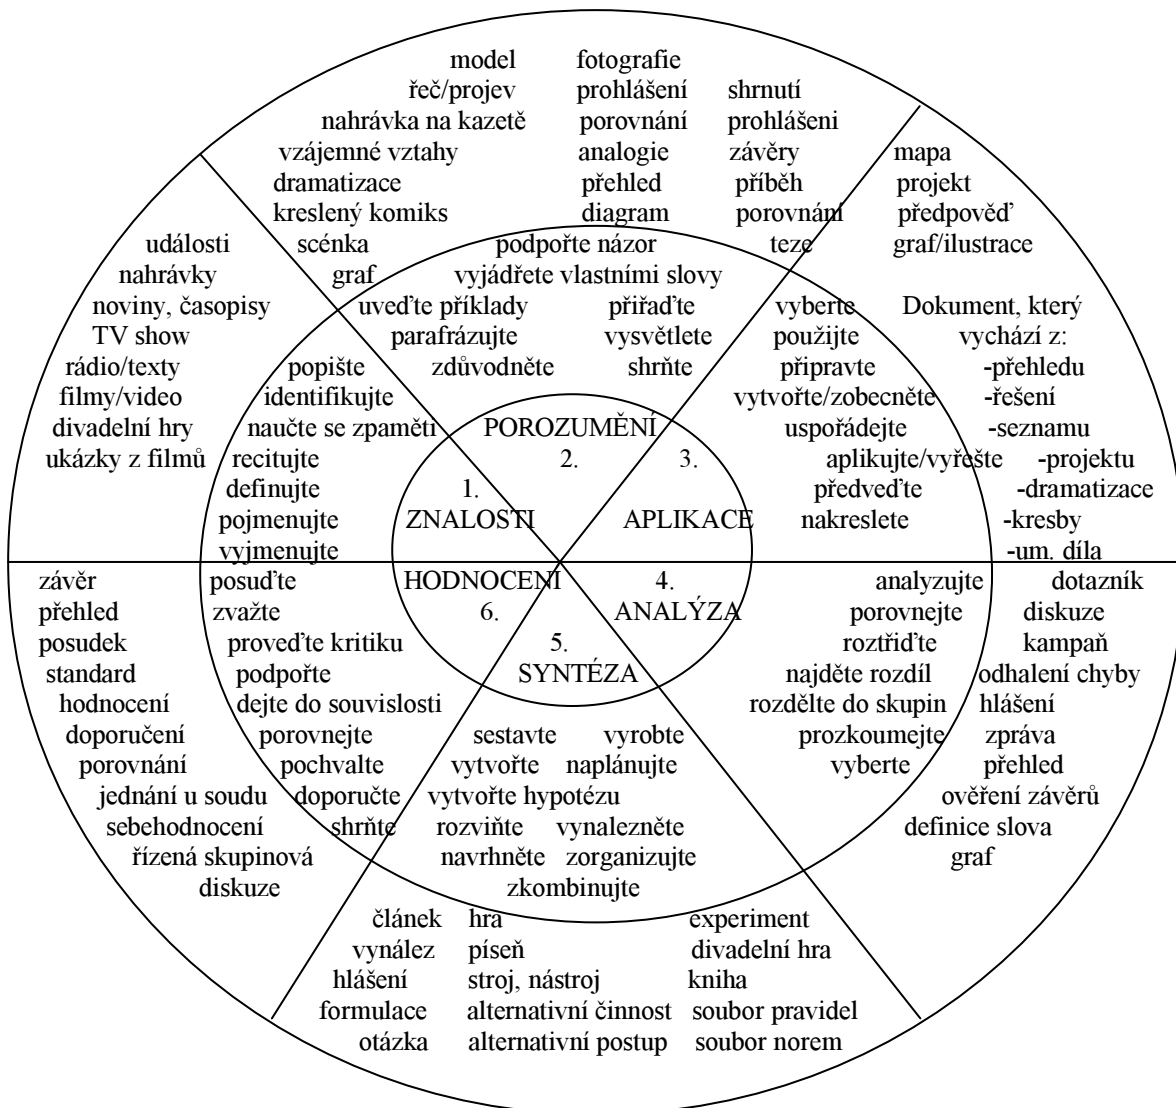 model fotografie
řeč/projev prohlášení shrnutí
nahrávka na kazetě porovnání prohlášeni
vzájemné vztahy analogie závěry mapa
dramatizace přehled příběh projekt
kreslený komiks diagram porovnání předpověď
události scénka podpořte názor teze graf/ilustrace
nahrávky graf vyjádřete vlastními slovy
noviny, časopisy uveďte příklady přiřaďte vyberte Dokument, který
TV show parafrázujte vysvětlete použijte vychází z:
rádio/texty popište zdůvodněte shrňte připravte -přehledu
filmy/video identifikujte vytvořte/zobecněte -řešení
divadelní hry naučte se zpaměti POROZUMĚNÍ uspořádejte -seznamu
ukázky z filmů recitujte 2. 3. aplikujte/vyřešte -projektu
definujte 1. předveďte -dramatizace
pojmenujte ZNALOSTI APLIKACE nakreslete -kresby
vyjmenujte -um. díla
závěr posuďte HODNOCENI 4. analyzujte dotazník
přehled zvažte 6. ANALÝZA porovnejte diskuze
posudek proveďte kritiku 5. roztřiďte kampaň
standard podpořte SYNTÉZA najděte rozdíl odhalení chyby
hodnocení dejte do souvislosti rozdělte do skupin hlášení
doporučení porovnejte sestavte vyrobte prozkoumejte zpráva
porovnání pochvalte vytvořte naplánujte vyberte přehled
jednání u soudu doporučte vytvořte hypotézu ověření závěrů
sebehodnocení shrňte rozviňte vynalezněte definice slova
řízená skupinová navrhněte zorganizujte graf
diskuze zkombinujte
článek hra experiment
vynález píseň divadelní hra
hlášení stroj, nástroj kniha
formulace alternativní činnost soubor pravidel
otázka alternativní postup soubor norem